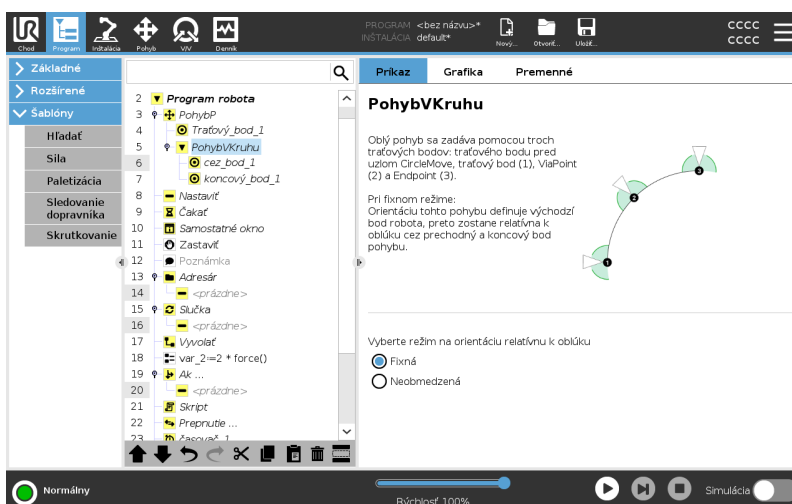 PROGRAM <bez názvu>*
INŠTALÁCIA default*
Chod
Program
Inštalácia
Pohyb
V/V
Denník
Nový...
Otvoriť...
Uložiť...
CCCC
CCCC
Základné
Rozšírené
Šablóny
Hľadať
Sila
Paletizácia
Sledovanie
dopravníka
Skrutkovanie
2 Program robota
3 PohybP
4 Traťový_bod_1
5 PohybVKruhu
6 cez_bod_1
7 koncový_bod_1
8 Nastaviť
9 Čakať
10 Samostatné okno
11 Zastaviť
12 Poznámka
13 Adresár
14 <prázdne>
15 Slučka
16 <prázdne>
17 Vyvolať
18 var_2:=2 * force()
19 Ak ...
20 <prázdne>
21 Skript
22 Prepnutie ...
23 časovač_1
Príkaz
Grafika
Premenné
PohybVKruhu
Oblý pohyb sa zadáva pomocou troch
traťových bodov: traťového bodu pred
uzlom CircleMove, traťový bod (1), ViaPoint
(2) a Endpoint (3).
Pri fixnom režime:
Orientáciu tohto pohybu definuje východzí
bod robota, preto zostane relatívna k
oblúku cez prechodný a koncový bod
pohybu.
1
2
3
Vyberte režim na orientáciu relatívnu k oblúku
Fixná
Neobmedzená
Normálny
Rýchlosť 100%
Simulácia